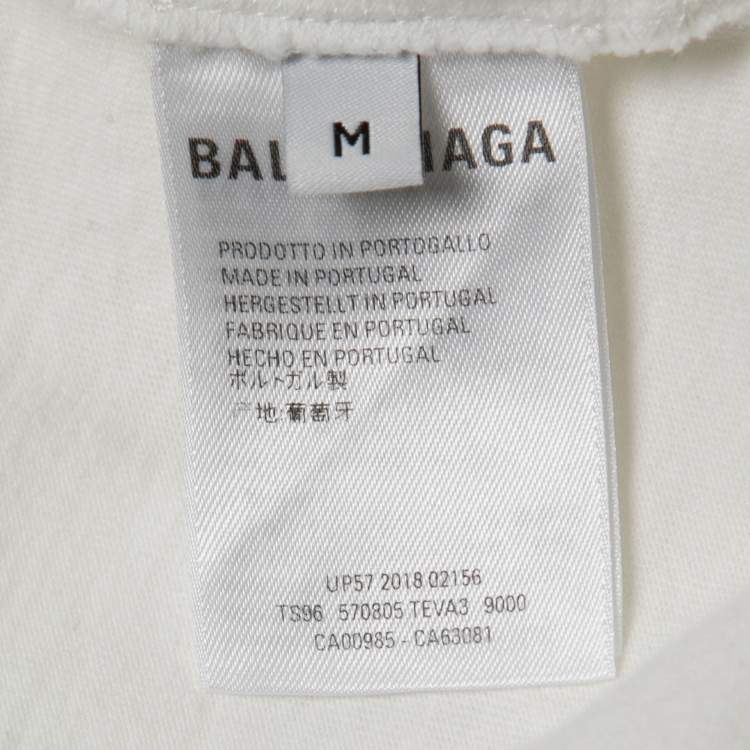 M
BAL IAGA
PRODOTTO IN PORTOGALLO
MADE IN PORTUGAL
HERGESTELLT IN PORTUGAL
FABRIQUE EN PORTUGAL
HECHO EN PORTUGAL
ポルトガル製
产地:葡萄牙
UP57 2018 02156
TS96 570805 TEVA3 9000
CA00985 - CA63081